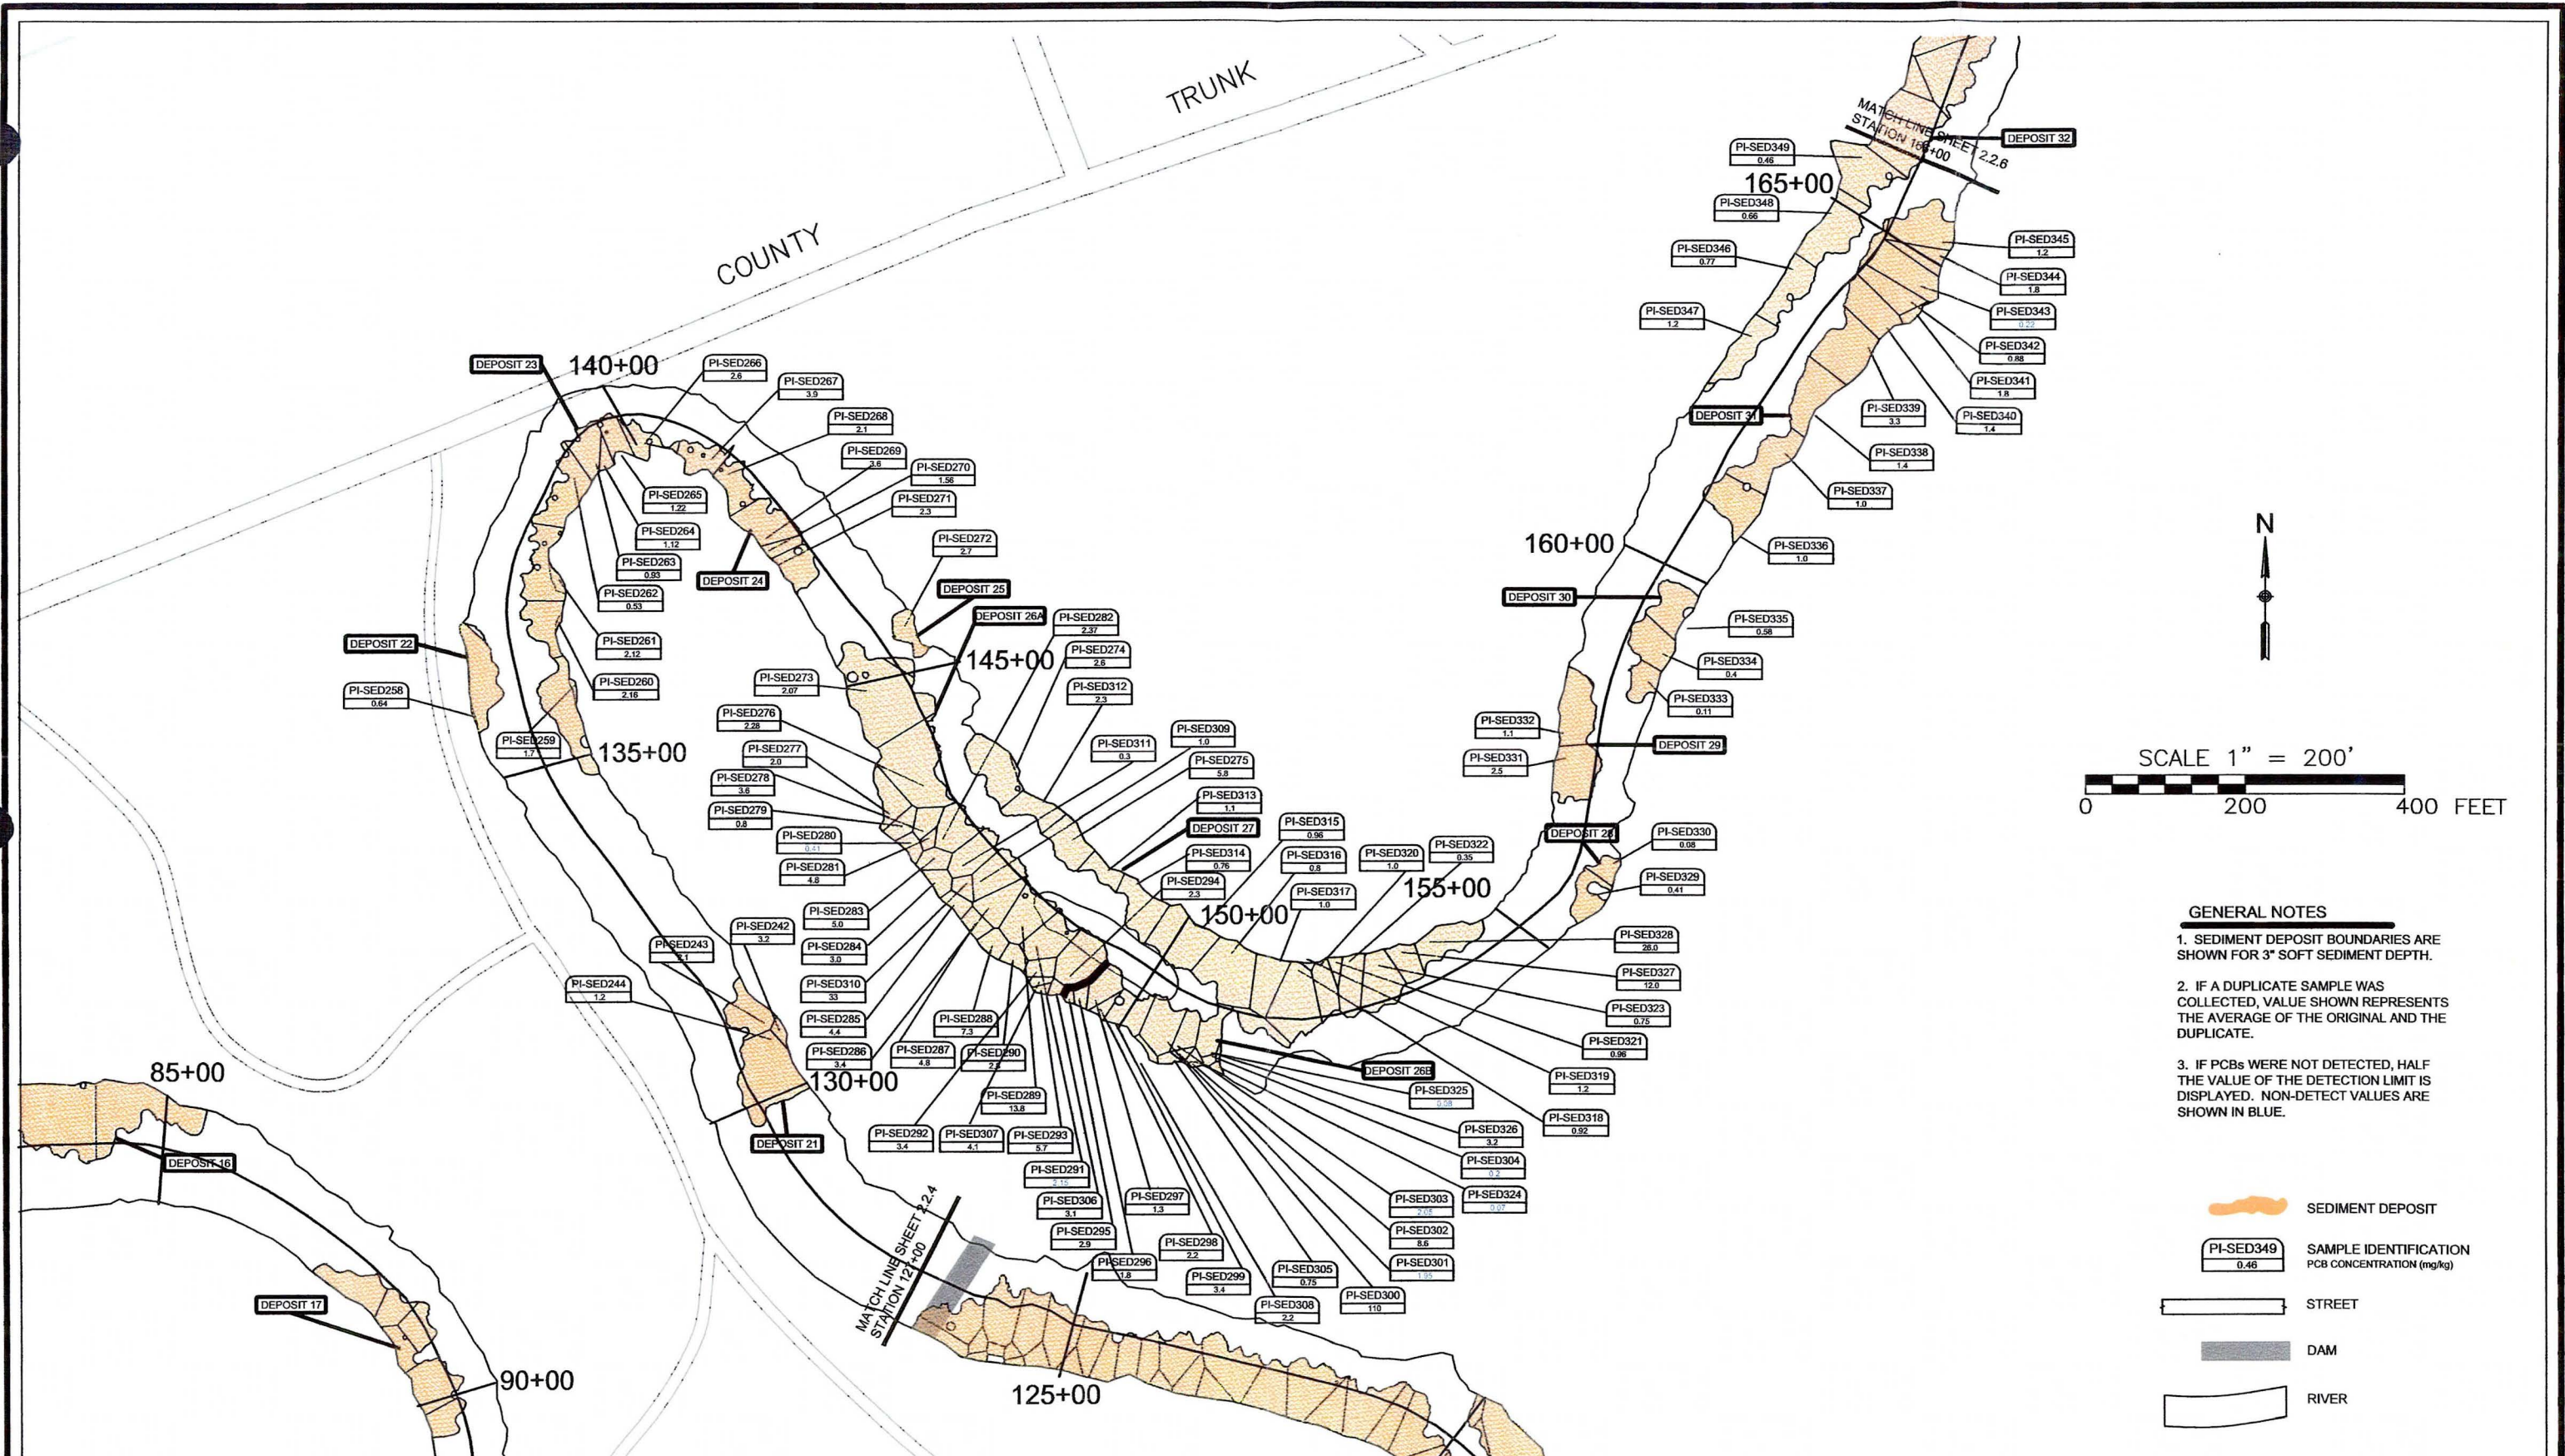 TRUNK
COUNTY
MATCH LINE SHEET 2.2.6
STATION 166+00
DEPOSIT 32
PI-SED349
0.46
165+00
PI-SED348
0.66
PI-SED346
0.77
PI-SED347
1.2
PI-SED345
1.2
PI-SED344
1.8
PI-SED343
0.22
PI-SED342
0.88
PI-SED341
1.8
PI-SED340
1.4
PI-SED339
3.3
DEPOSIT 31
PI-SED338
1.4
PI-SED337
1.0
PI-SED336
1.0
160+00
DEPOSIT 30
PI-SED335
0.58
PI-SED334
0.4
PI-SED333
0.11
PI-SED332
1.1
DEPOSIT 29
PI-SED331
2.5
DEPOSIT 28
PI-SED330
0.08
PI-SED329
0.41
DEPOSIT 23
140+00
PI-SED266
2.6
PI-SED267
3.9
PI-SED268
2.1
PI-SED269
3.6
PI-SED270
1.56
PI-SED271
2.3
PI-SED265
1.22
PI-SED264
1.12
PI-SED263
0.93
PI-SED262
0.53
DEPOSIT 24
PI-SED272
2.7
DEPOSIT 25
DEPOSIT 26A
DEPOSIT 22
PI-SED261
2.12
PI-SED260
2.16
PI-SED258
0.64
PI-SED259
1.7
135+00
145+00
PI-SED282
2.37
PI-SED274
2.6
PI-SED312
2.3
PI-SED273
2.07
PI-SED276
2.28
PI-SED277
2.0
PI-SED278
3.6
PI-SED279
0.8
PI-SED280
0.41
PI-SED281
4.8
PI-SED311
0.3
PI-SED309
1.0
PI-SED275
5.8
PI-SED313
1.1
DEPOSIT 27
PI-SED314
0.76
PI-SED294
2.3
PI-SED315
0.96
PI-SED316
0.8
PI-SED317
1.0
PI-SED320
1.0
PI-SED322
0.35
155+00
150+00
PI-SED283
5.0
PI-SED284
3.0
PI-SED310
33
PI-SED285
4.4
PI-SED286
3.4
PI-SED287
4.8
PI-SED288
7.3
PI-SED290
PI-SED289
13.8
PI-SED292
3.4
PI-SED307
4.1
PI-SED293
5.7
PI-SED291
2.15
PI-SED306
3.1
PI-SED295
2.9
PI-SED296
1.8
PI-SED297
1.3
PI-SED298
2.2
PI-SED299
3.4
PI-SED308
2.2
PI-SED305
0.75
PI-SED300
110
PI-SED301
1.95
PI-SED302
8.6
PI-SED303
2.05
PI-SED324
0.07
PI-SED304
0.2
PI-SED326
3.2
PI-SED325
DEPOSIT 26B
PI-SED318
0.92
PI-SED319
1.2
PI-SED321
0.96
PI-SED323
0.75
PI-SED327
12.0
PI-SED328
26.0
PI-SED242
3.2
PI-SED243
2.1
PI-SED244
1.2
130+00
DEPOSIT 21
85+00
DEPOSIT 16
DEPOSIT 17
90+00
MATCH LINE SHEET 2.2.4
STATION 127+00
125+00
N
SCALE 1" = 200'
0 200 400 FEET
GENERAL NOTES
1. SEDIMENT DEPOSIT BOUNDARIES ARE
SHOWN FOR 3" SOFT SEDIMENT DEPTH.
2. IF A DUPLICATE SAMPLE WAS
COLLECTED, VALUE SHOWN REPRESENTS
THE AVERAGE OF THE ORIGINAL AND THE
DUPLICATE.
3. IF PCBs WERE NOT DETECTED, HALF
THE VALUE OF THE DETECTION LIMIT IS
DISPLAYED. NON-DETECT VALUES ARE
SHOWN IN BLUE.
SEDIMENT DEPOSIT
PI-SED349
0.46
SAMPLE IDENTIFICATION
PCB CONCENTRATION (mg/kg)
STREET
DAM
RIVER